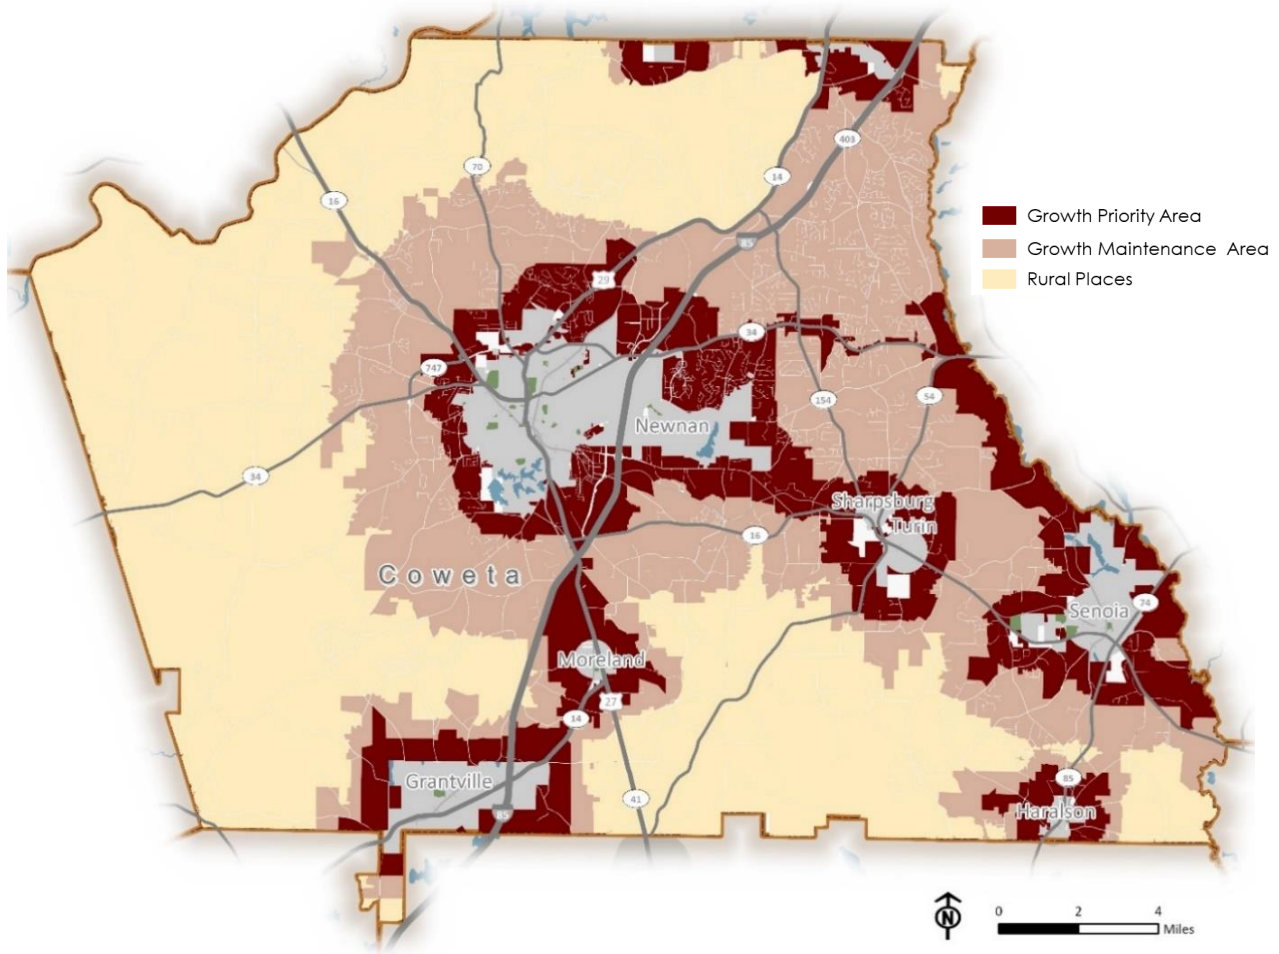 403
70
14
16
Growth Priority Area
85
Growth Maintenance Area
29
Rural Places
34
747
154
54
Newnan
34
Sharpsburg
Turin
16
Coweta
74
Senoia
Moreland
27
14
Grantville
85
41
85
Haralson
N
0 2 4
Miles